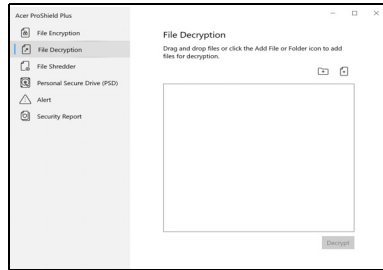 Acer ProShield Plus
File Encryption
File Decryption
File Shredder
Personal Secure Drive (PSD)
Alert
Security Report
File Decryption
Drag and drop files or click the Add File or Folder icon to add
files for decryption.
Decrypt